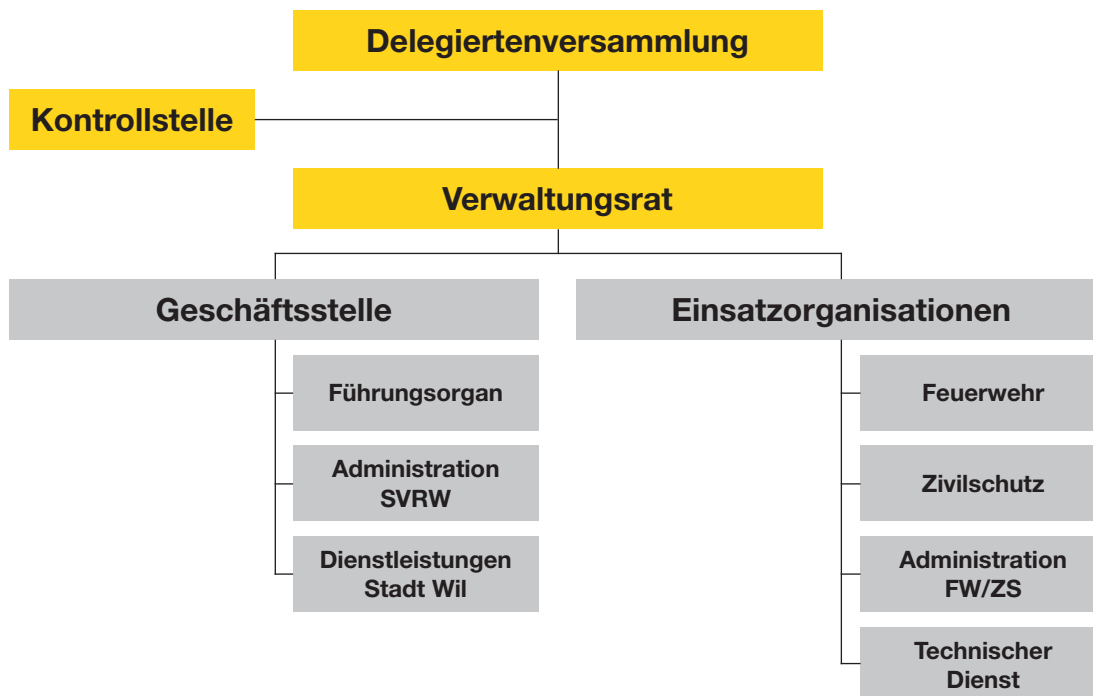 Delegiertenversammlung
Kontrollstelle
Verwaltungsrat
Geschäftsstelle
Führungsorgan
Administration
SVRW
Dienstleistungen
Stadt Wil
Einsatzorganisationen
Feuerwehr
Zivilschutz
Administration
FW/ZS
Technischer
Dienst